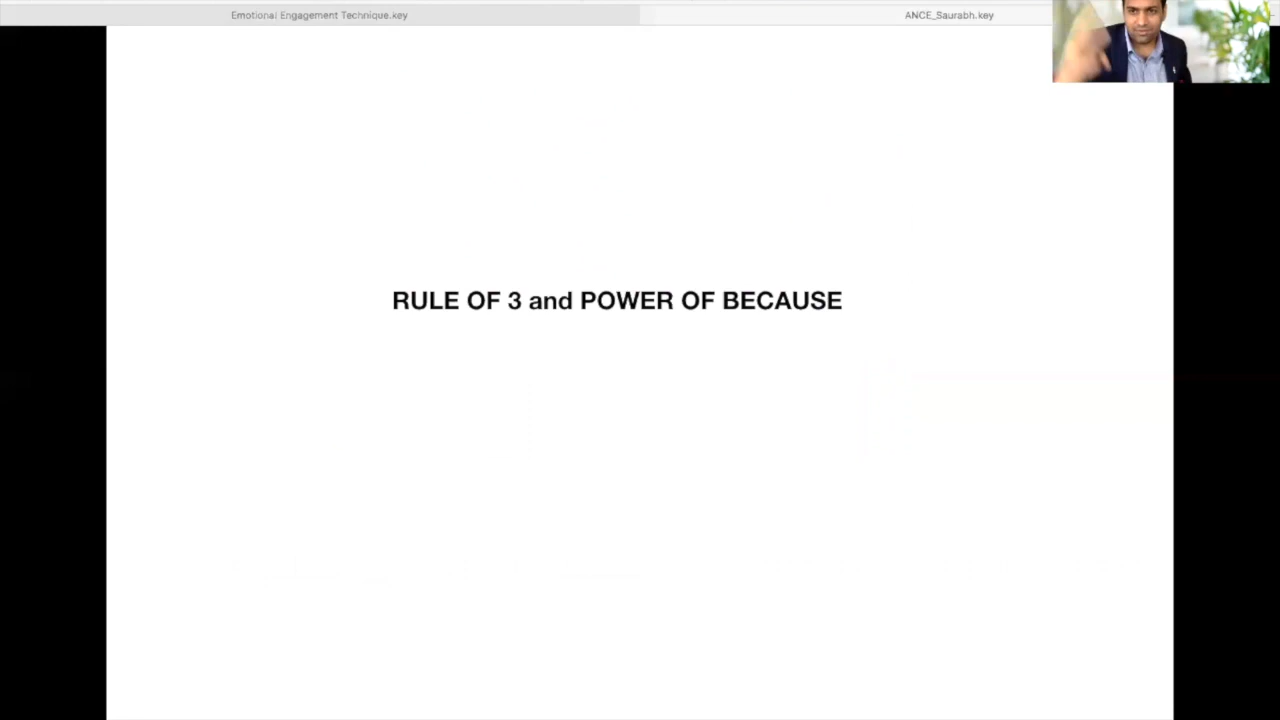 Emotional Engagement Technique.key
ANCE_Saurabh.key
RULE OF 3 and POWER OF BECAUSE